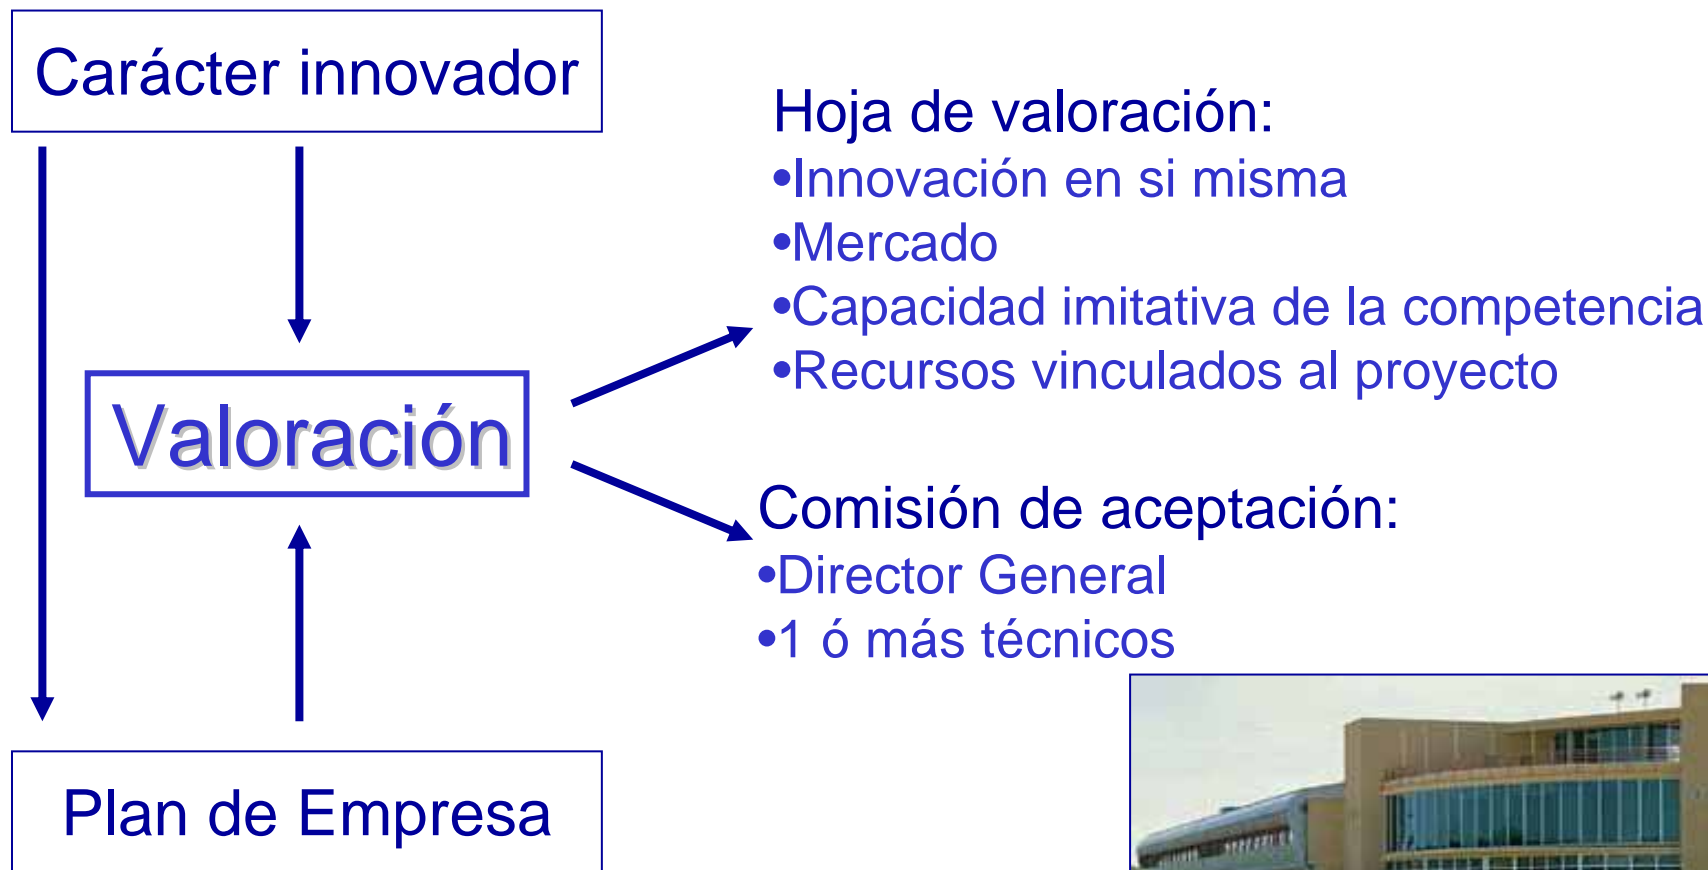 Carácter innovador
Valoración
Plan de Empresa
Hoja de valoración:
•Innovación en si misma
•Mercado
•Capacidad imitativa de la competencia
•Recursos vinculados al proyecto
Comisión de aceptación:
•Director General
•1 ó más técnicos